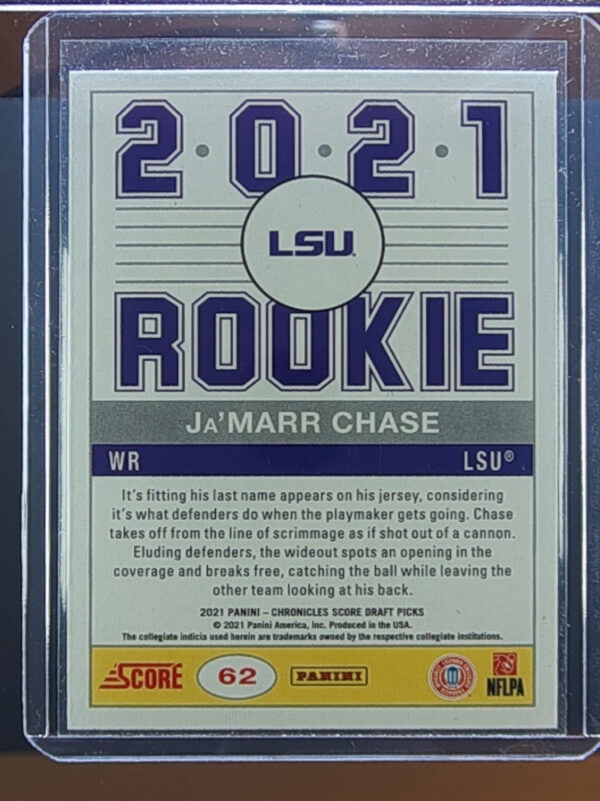 2·0·2·1
LSU
ROOKIE
JA'MARR CHASE
WR LSU®
It's fitting his last name appears on his jersey, considering
it's what defenders do when the playmaker gets going. Chase
takes off from the line of scrimmage as if shot out of a cannon.
Eluding defenders, the wideout spots an opening in the
coverage and breaks free, catching the ball while leaving the
other team looking at his back.
2021 PANINI – CHRONICLES SCORE DRAFT PICKS
© 2021 Panini America, Inc. Produced in the USA.
The collegiate indicia used herein are trademarks owned by the respective collegiate institutions.
SCORE 62 PANINI NFLPA